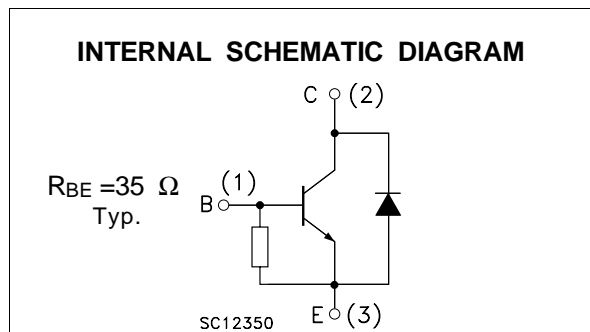 INTERNAL SCHEMATIC DIAGRAM
C (2)
RBE =35 Ω
Typ.
(1)
B
SC12350
E (3)